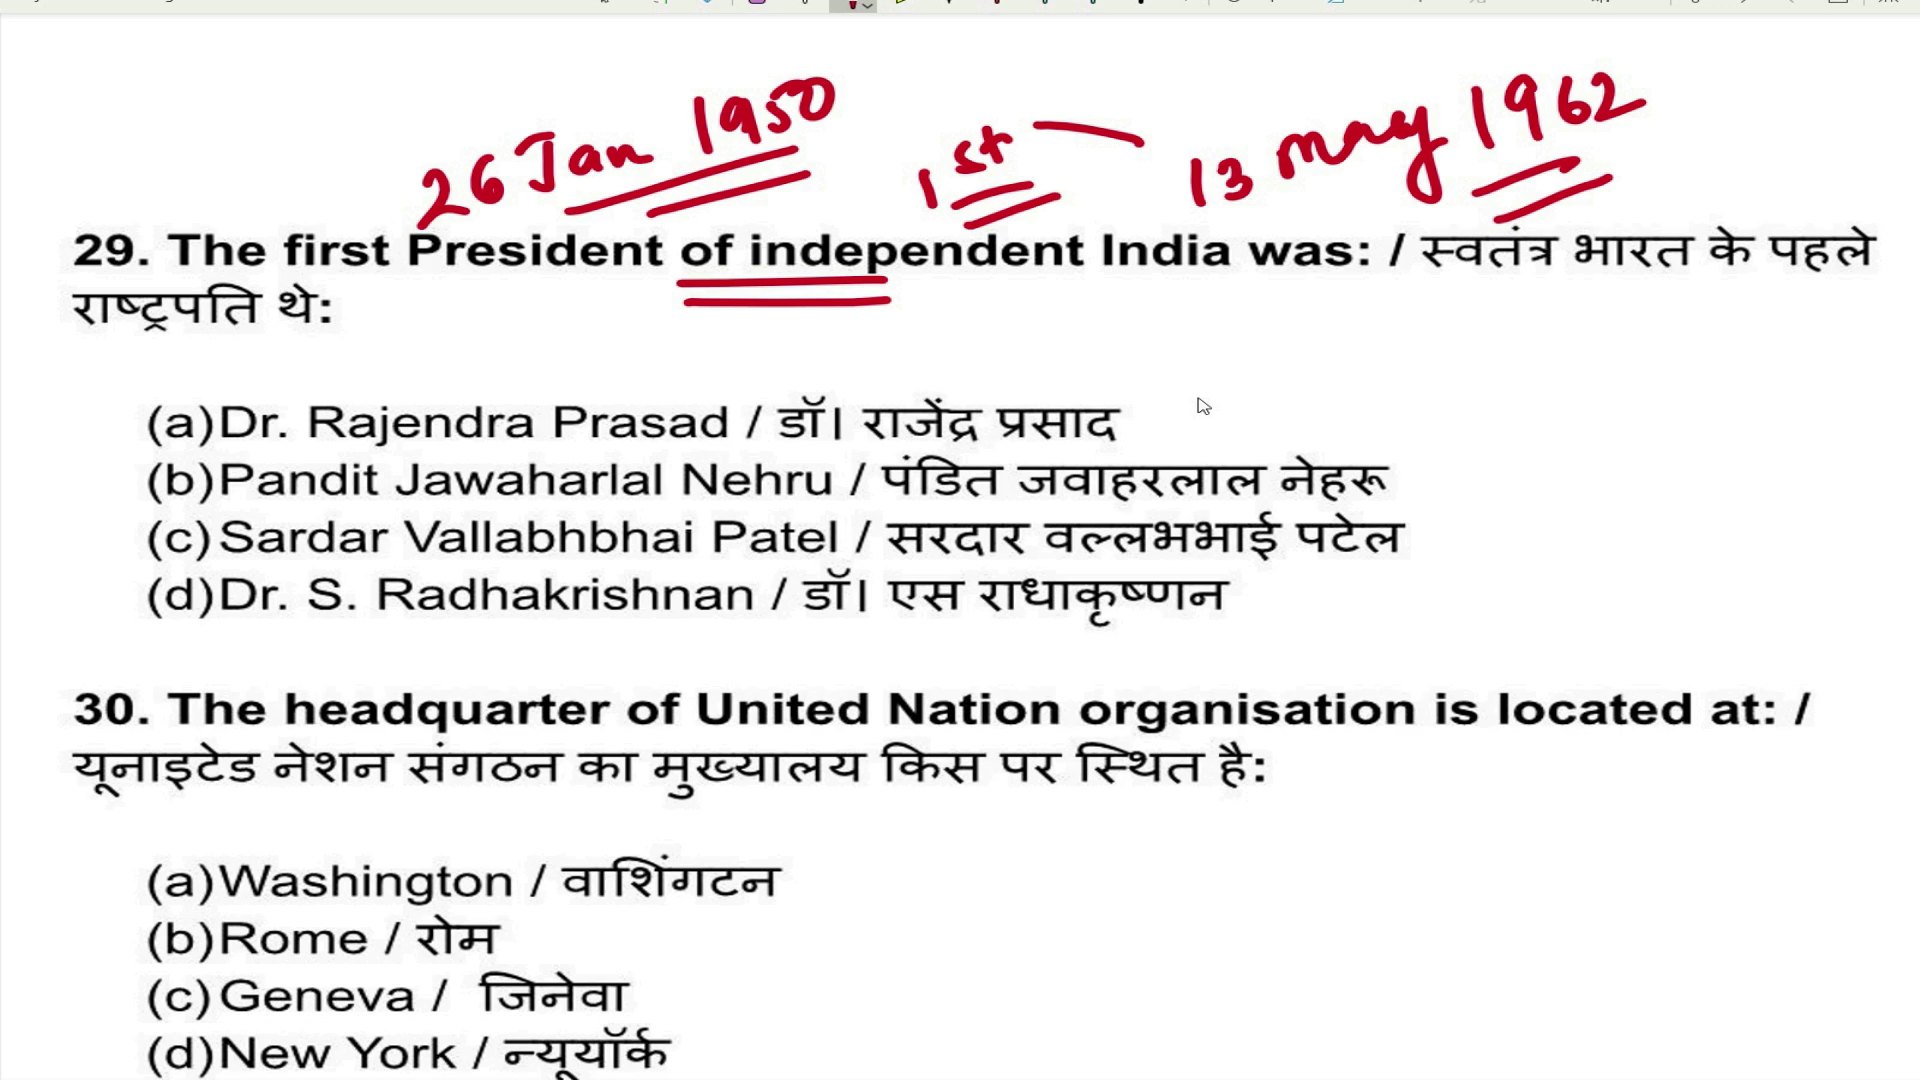 26 Jan 1950 1st — 13 may 1962
29. The first President of independent India was: / स्वतंत्र भारत के पहले
राष्ट्रपति थे:
(a) Dr. Rajendra Prasad / डॉ। राजेंद्र प्रसाद
(b) Pandit Jawaharlal Nehru / पंडित जवाहरलाल नेहरू
(c) Sardar Vallabhbhai Patel / सरदार वल्लभभाई पटेल
(d) Dr. S. Radhakrishnan / डॉ। एस राधाकृष्णन
30. The headquarter of United Nation organisation is located at: /
यूनाइटेड नेशन संगठन का मुख्यालय किस पर स्थित है:
(a) Washington / वाशिंगटन
(b) Rome / रोम
(c) Geneva / जिनेवा
(d) New York / न्यूयॉर्क